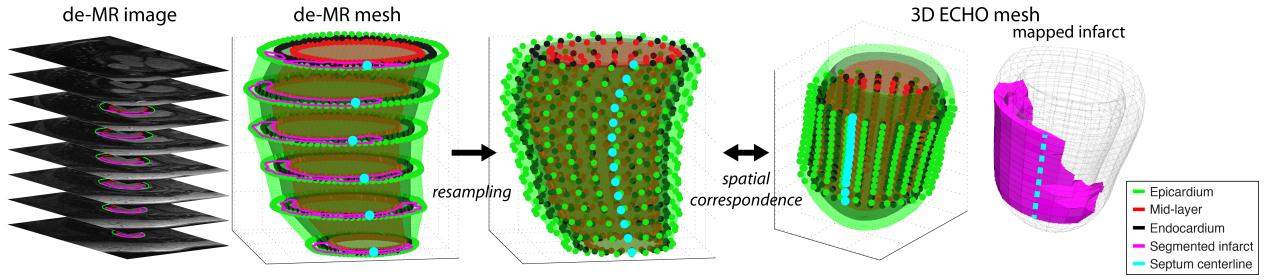 de-MR image
de-MR mesh
3D ECHO mesh
mapped infarct
resampling
spatial
correspondence
Epicardium
Mid-layer
Endocardium
Segmented infarct
Septum centerline